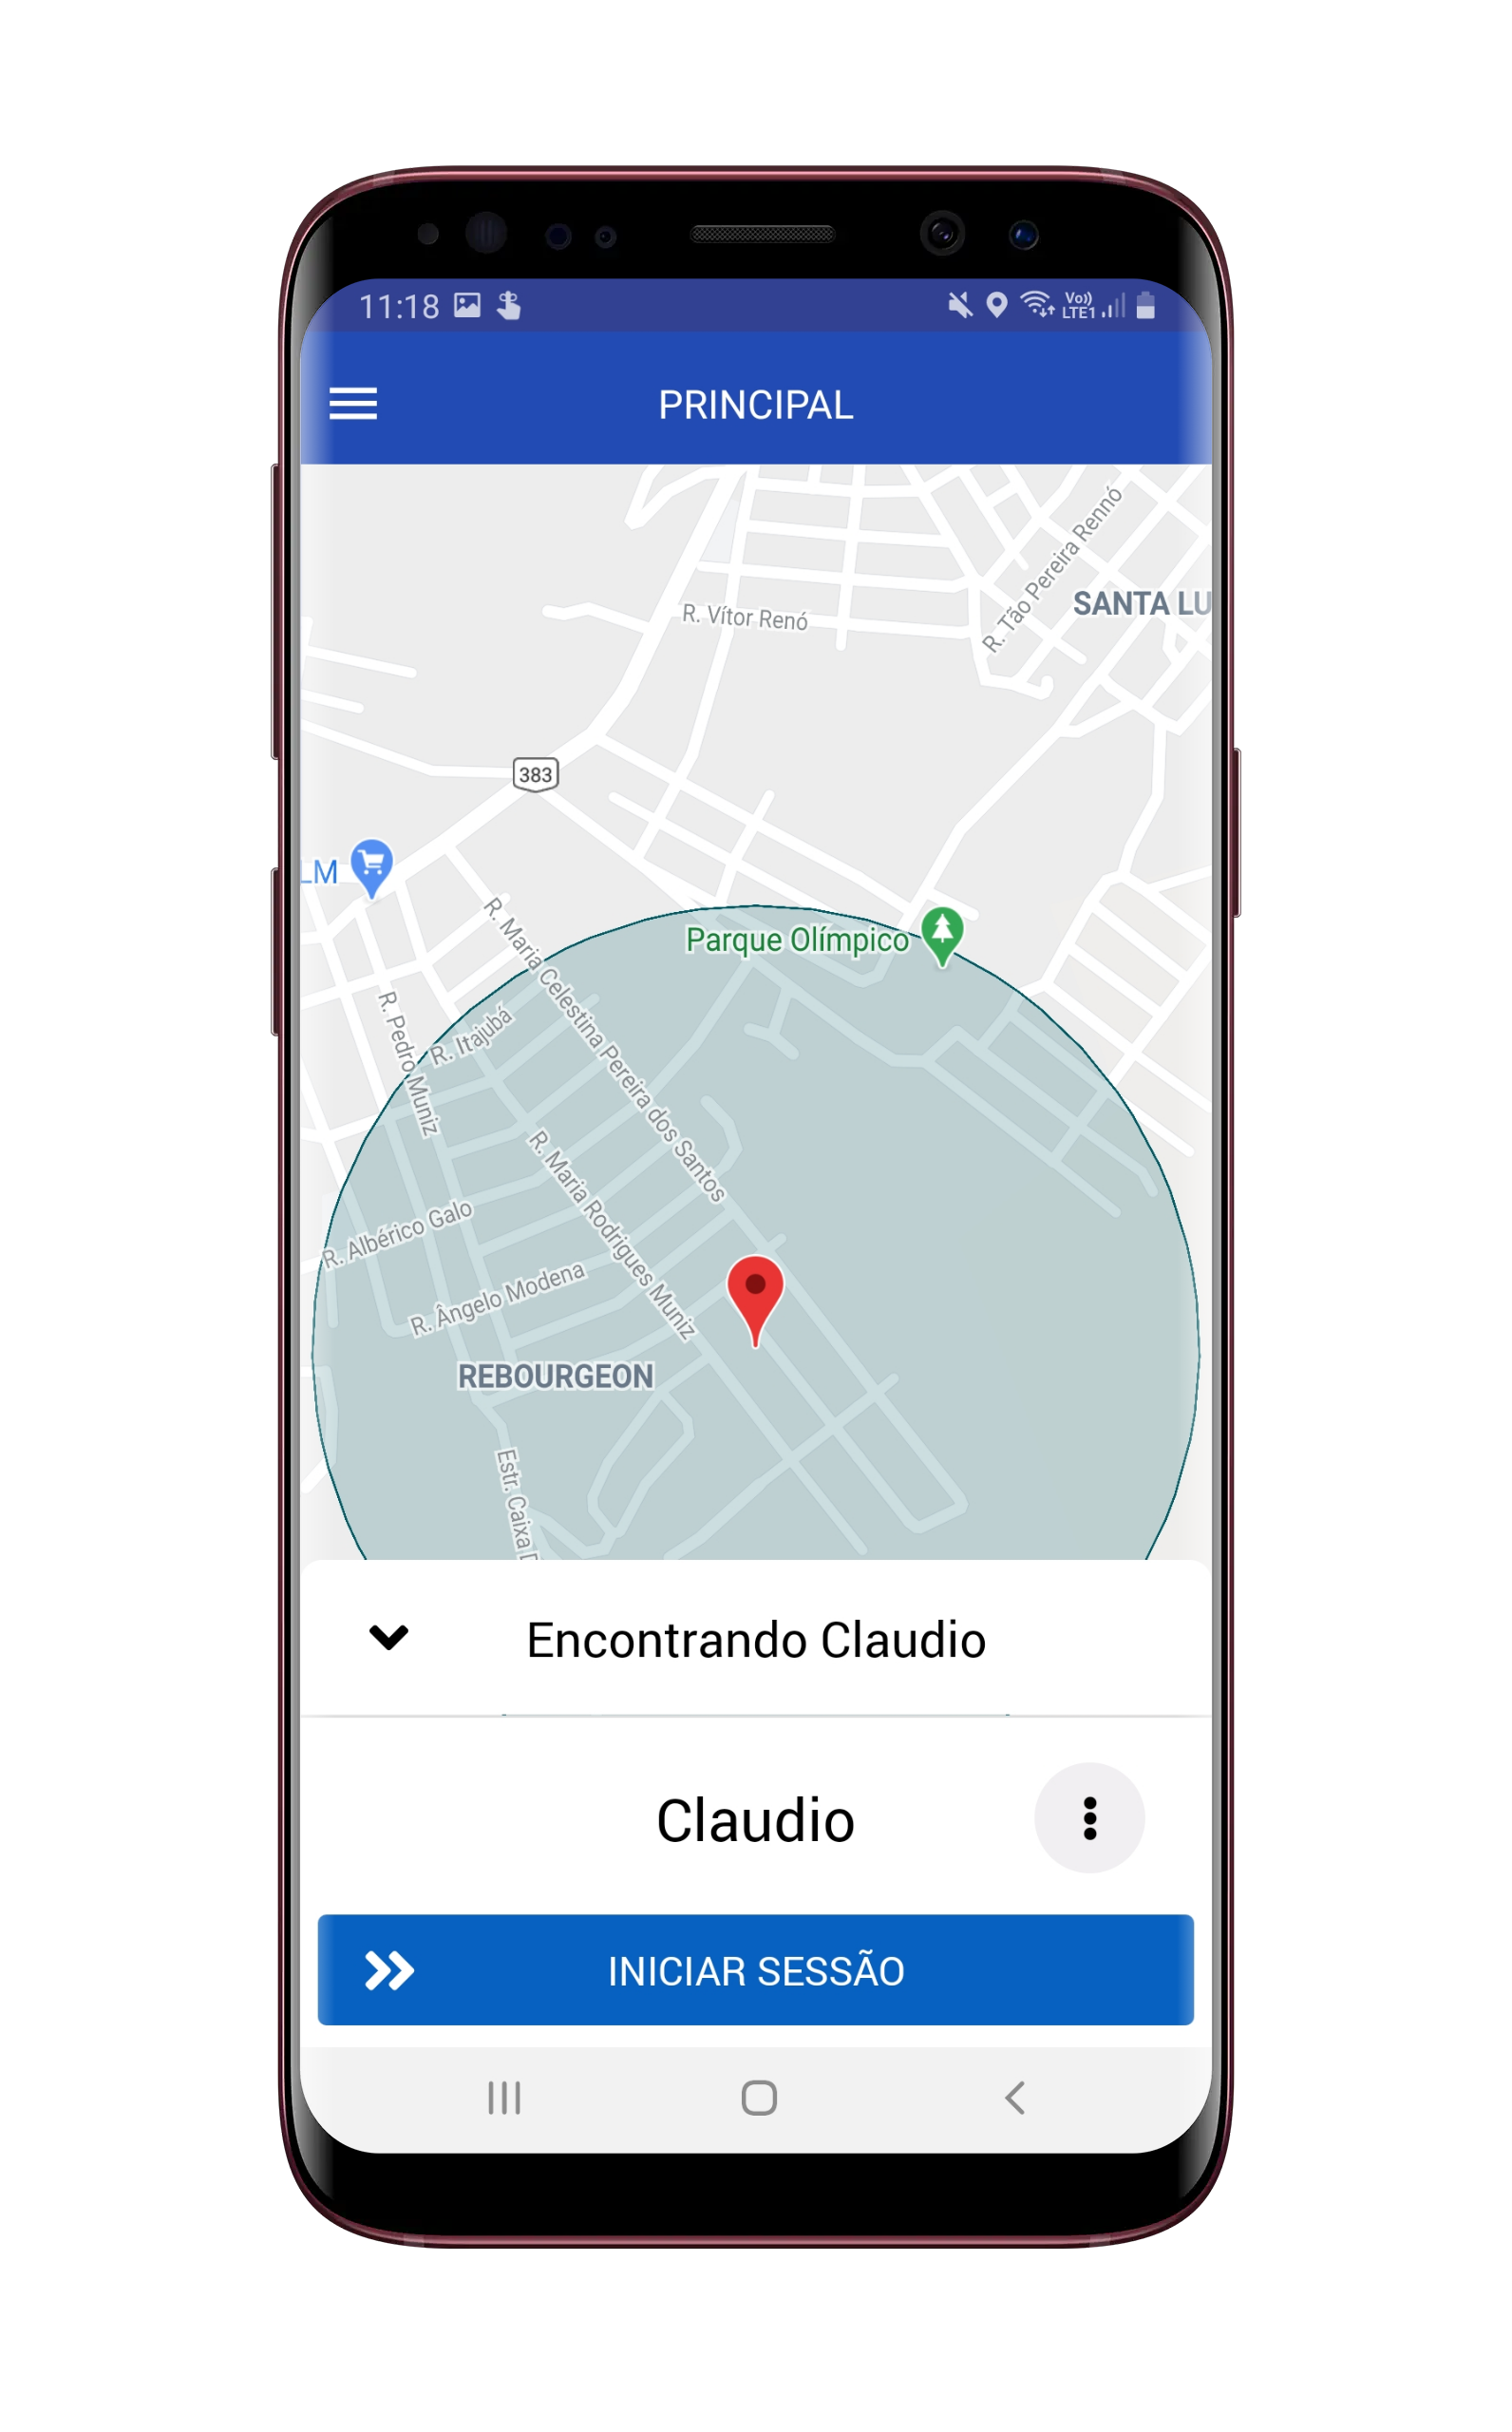 11:18
Vo))
LTE1
PRINCIPAL
R. Tão Pereira Rennó
SANTA LU
R. Vítor Renó
383
LM
Parque Olímpico
R. Maria Celestina Pereira dos Santos
R. Pedro Muniz
R. Itajubá
R. Maria Rodrigues Muniz
R. Albérico Galo
R. Ângelo Modena
REBOURGEON
Estr. Caixa D
Encontrando Claudio
Claudio
INICIAR SESSÃO